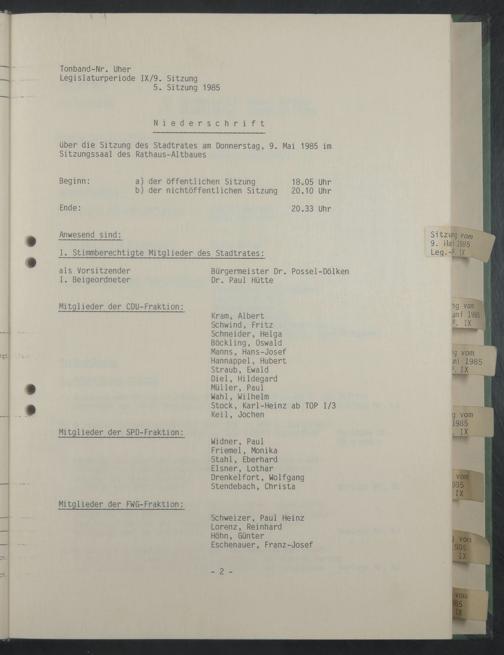 Tonband-Nr. Uher
Legislaturperiode IX/9. Sitzung
5. Sitzung 1985
Niederschrift
über die Sitzung des Stadtrates am Donnerstag, 9. Mai 1985 im
Sitzungssaal des Rathaus-Altbaues
Beginn: a) der öffentlichen Sitzung 18.05 Uhr
b) der nichtöffentlichen Sitzung 20.10 Uhr
Ende: 20.33 Uhr
Anwesend sind:
1. Stimmberechtigte Mitglieder des Stadtrates:
als Vorsitzender Bürgermeister Dr. Possel-Dölken
I. Beigeordneter Dr. Paul Hütte
Mitglieder der CDU-Fraktion:
Kram, Albert
Schwind, Fritz
Schneider, Helga
Böckling, Oswald
Manns, Hans-Josef
Hannappel, Hubert
Straub, Ewald
Diel, Hildegard
Müller, Paul
Wahl, Wilhelm
Stock, Karl-Heinz ab TOP I/3
Keil, Jochen
Mitglieder der SPD-Fraktion:
Widner, Paul
Friemel, Monika
Stahl, Eberhard
Elsner, Lothar
Drenkelfort, Wolfgang
Stendebach, Christa
Mitglieder der FWG-Fraktion:
Schweizer, Paul Heinz
Lorenz, Reinhard
Höhn, Günter
Eschenauer, Franz-Josef
- 2 -
Sitzung vom
9. Mai 1985
Leg.-P. IX